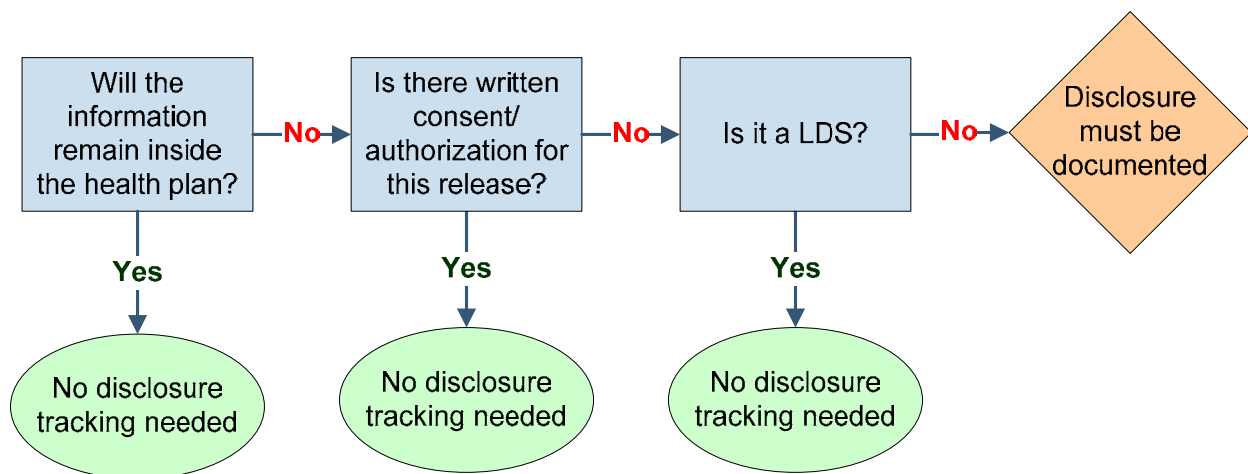 Will the
information
remain inside
the health plan?
No
Is there written
consent/
authorization for
this release?
No
Is it a LDS?
No
Disclosure
must be
documented
Yes
Yes
Yes
No disclosure
tracking needed
No disclosure
tracking needed
No disclosure
tracking needed